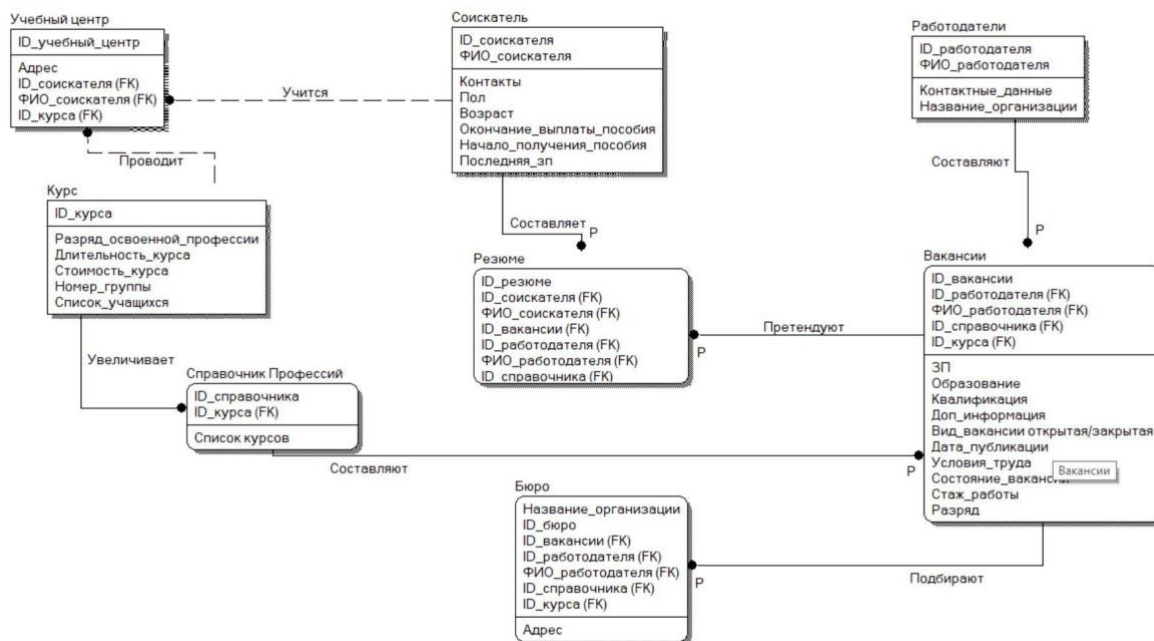 Учебный центр
ID_учебный_центр
Адрес
ID_соискателя (FK)
ФИО_соискателя (FK)
ID_курса (FK)
Учится
Соискатель
ID_соискателя
ФИО_соискателя
Контакты
Пол
Возраст
Окончание_выплаты_пособия
Начало_получения_пособия
Последняя_зп
Работодатели
ID_работодателя
ФИО_работодателя
Контактные_данные
Название_организации
Проводит
Составляет
P
Составляют
P
Курс
ID_курса
Разряд_освоенной_профессии
Длительность_курса
Стоимость_курса
Номер_группы
Список_учащихся
Резюме
ID_резюме
ID_соискателя (FK)
ФИО_соискателя (FK)
ID_вакансии (FK)
ID_работодателя (FK)
ФИО_работодателя (FK)
ID_справочника (FK)
Претендуют
P
Вакансии
ID_вакансии
ID_работодателя (FK)
ФИО_работодателя (FK)
ID_справочника (FK)
ID_курса (FK)
ЗП
Образование
Квалификация
Доп_информация
Вид_вакансии открытая/закрытая
Дата_публикации
Условия_труда
Состояние_вакансии
Стаж_работы
Разряд
Вакансии
Увеличивает
Справочник Профессий
ID_справочника
ID_курса (FK)
Список курсов
Составляют
P
Бюро
Название_организации
ID_бюро
ID_вакансии (FK)
ID_работодателя (FK)
ФИО_работодателя (FK)
ID_справочника (FK)
ID_курса (FK)
Адрес
P
Подбирают